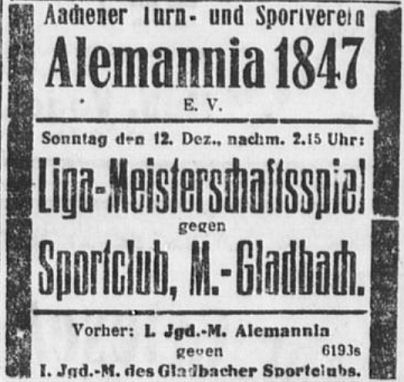 Aachener Turn- und Sportverein
Alemannia 1847
E. V.
Sonntag den 12. Dez., nachm. 2.15 Uhr:
Liga-Meisterschaftsspiel
gegen
Sportclub, M.-Gladbach.
Vorher: I. Jgd.-M. Alemannia
gegen 6193s
I. Jgd.-M. des Gladbacher Sportclubs.